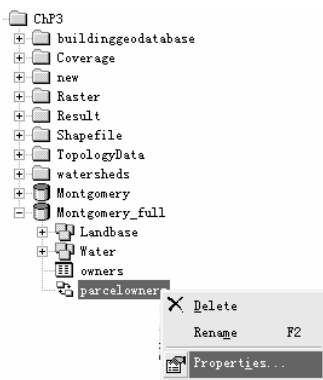 ChP3
buildinggeodatabase
Coverage
new
Raster
Result
Shapefile
TopologyData
watersheds
Montgomery
Montgomery_full
Landbase
Water
owners
parcelowners
Delete
Rename F2
Properties...